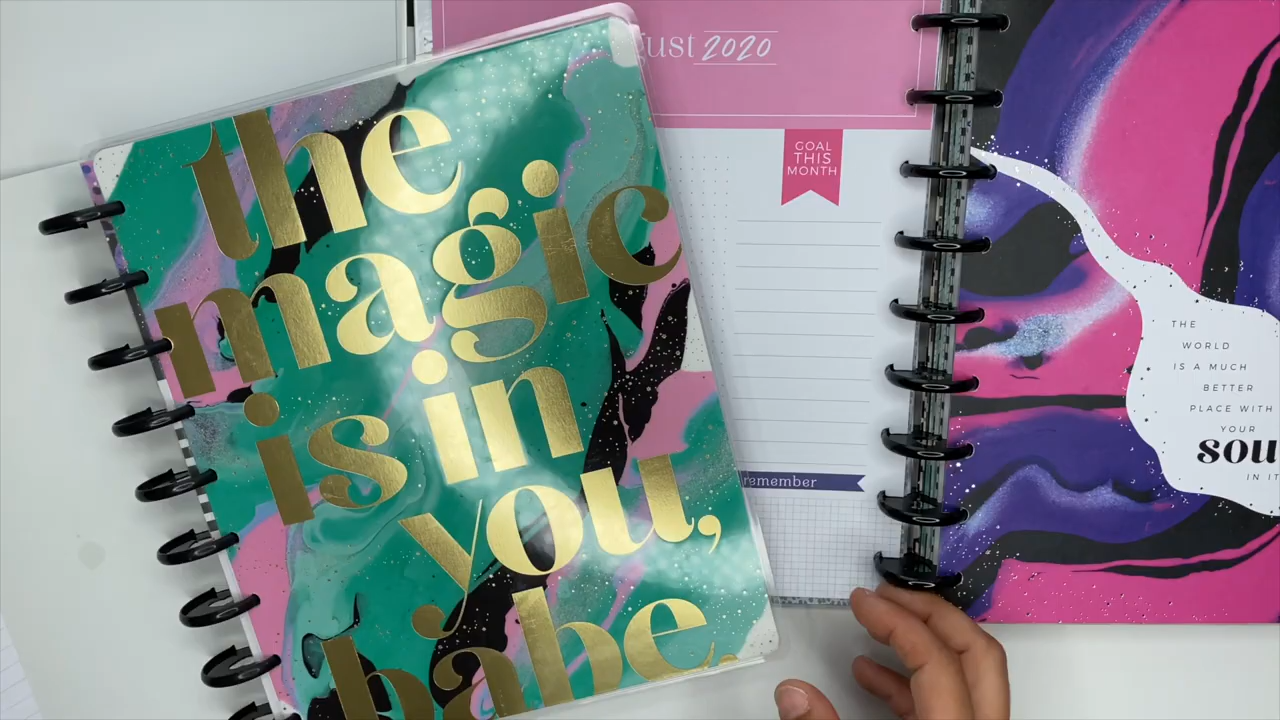 the
magic
is in
you,
babe.
gust 2020
GOAL
THIS
MONTH
remember
THE
WORLD
IS A MUCH
BETTER
PLACE WITH
YOUR
sou
IN IT